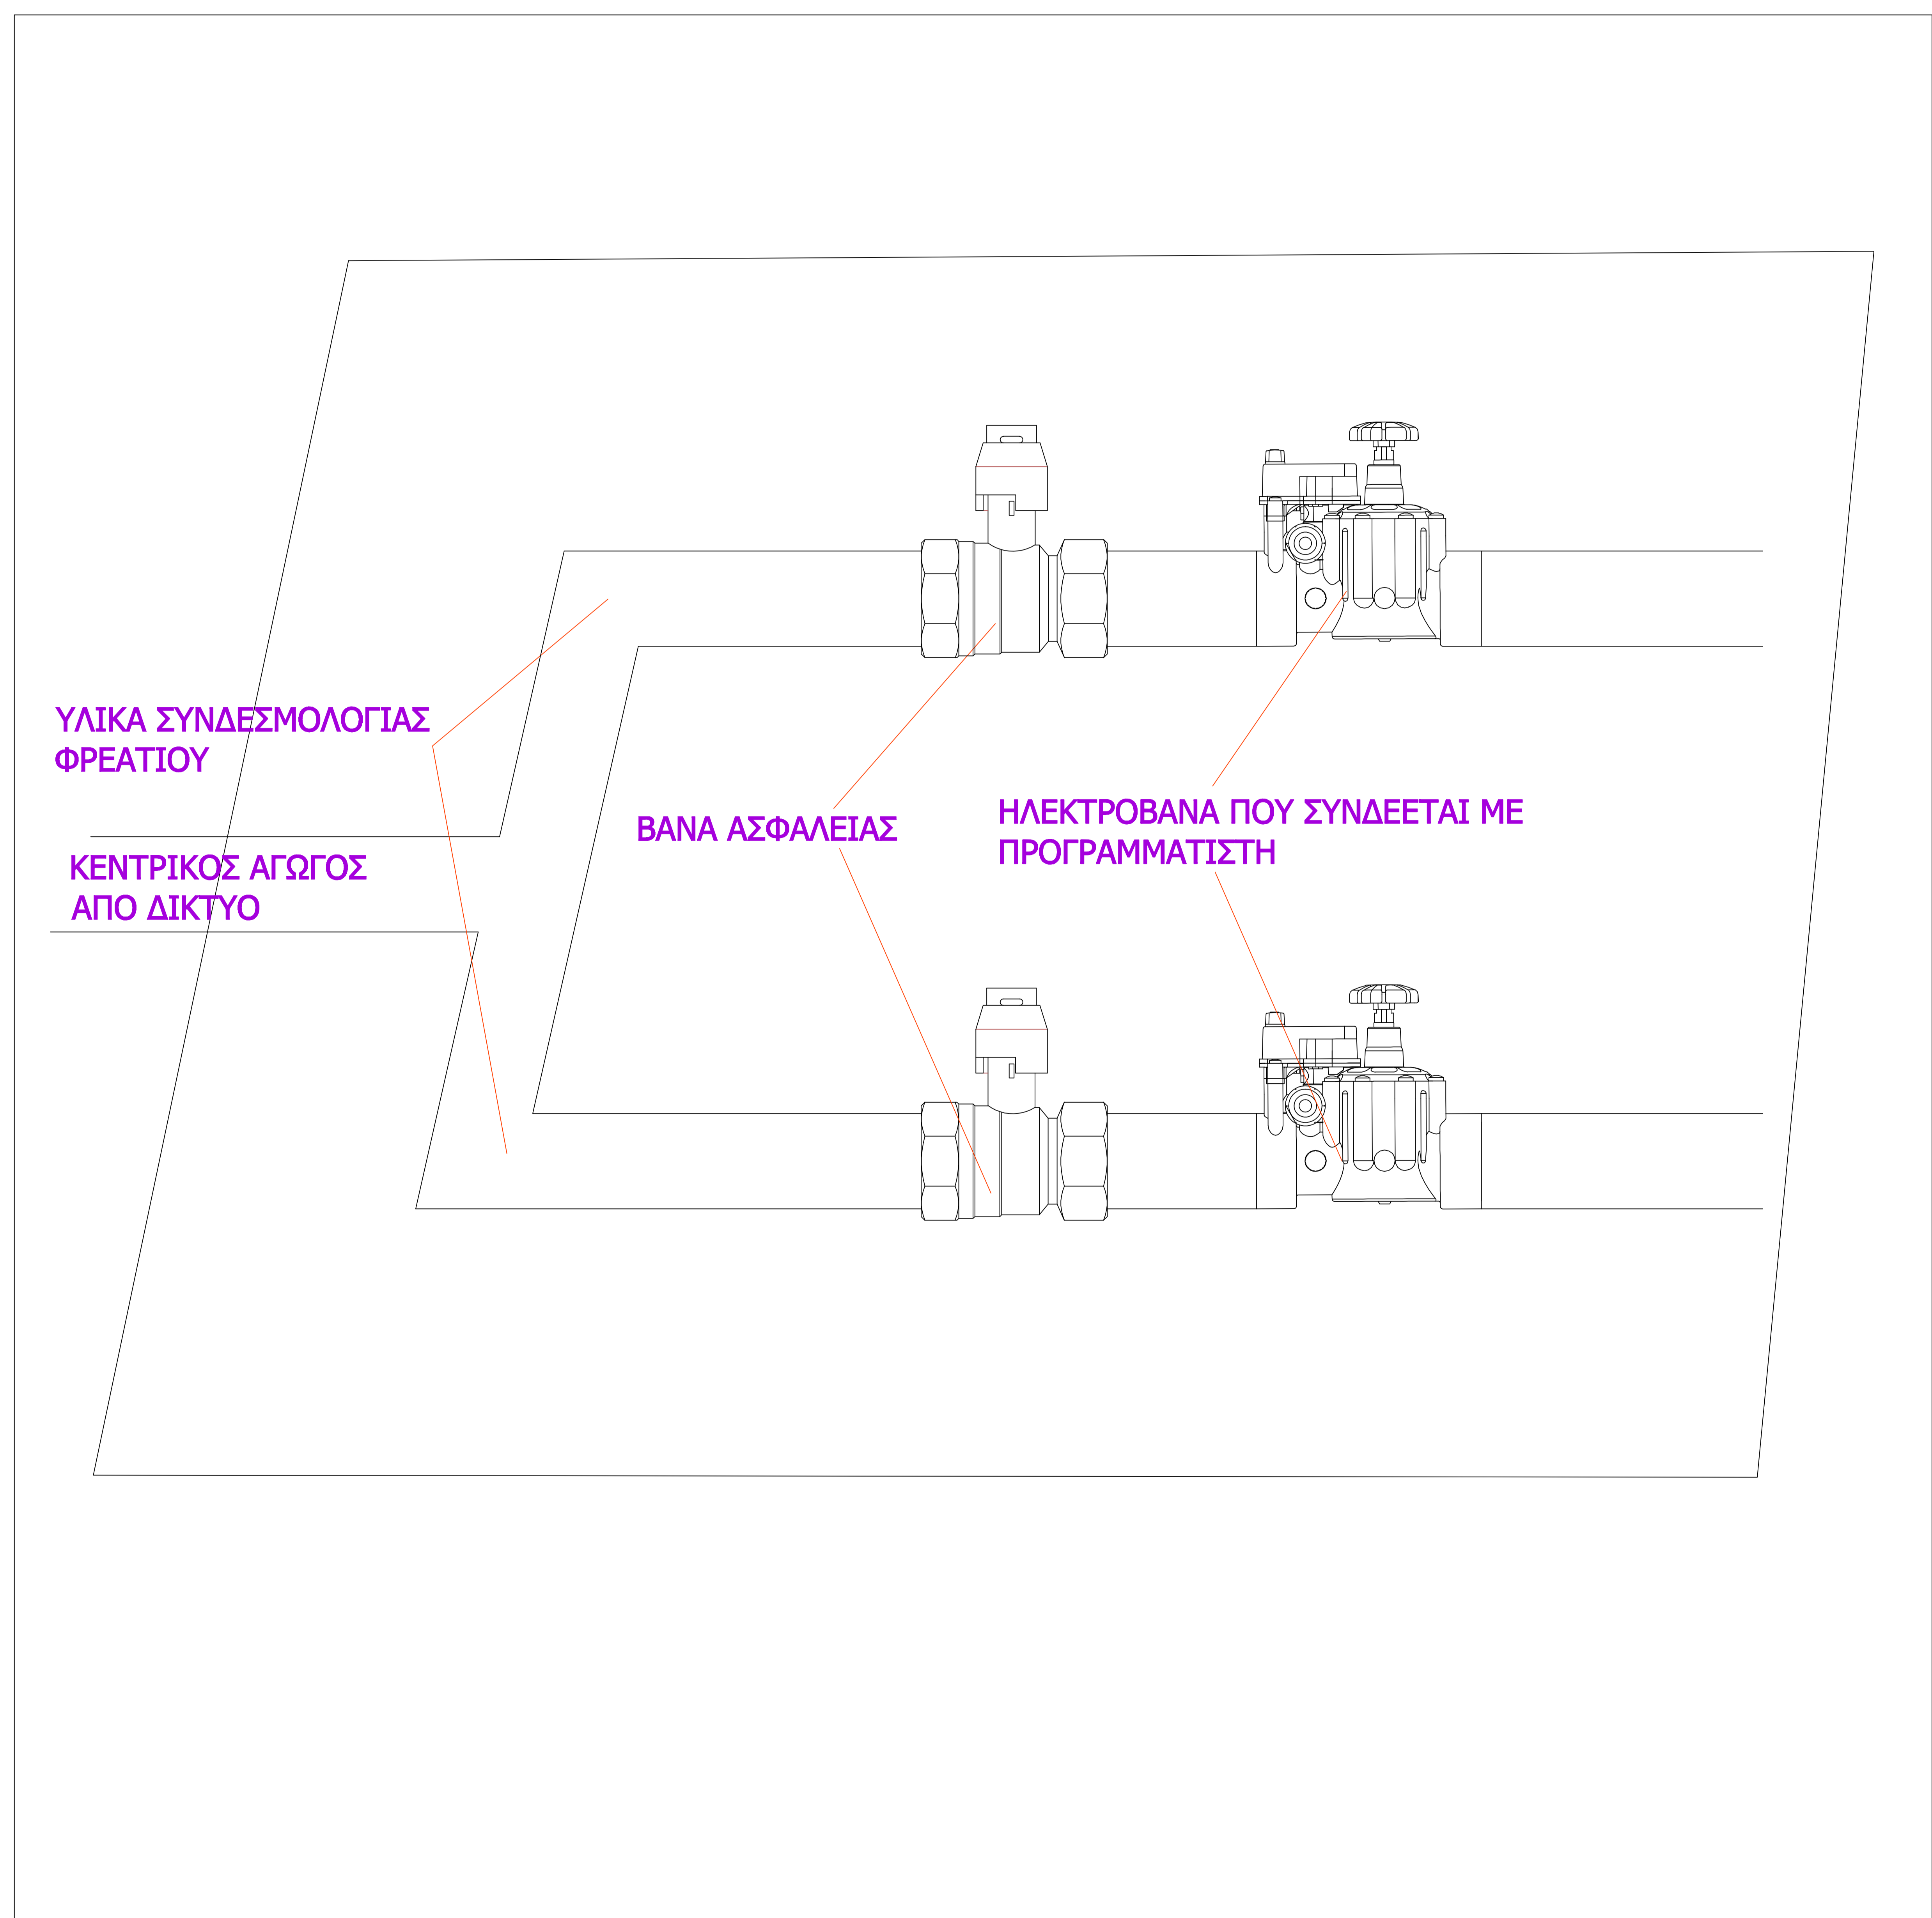 ΥΛΙΚΑ ΣΥΝΔΕΣΜΟΛΟΓΙΑΣ
ΦΡΕΑΤΙΟΥ
ΚΕΝΤΡΙΚΟΣ ΑΓΩΓΟΣ
ΑΠΟ ΔΙΚΤΥΟ
ΒΑΝΑ ΑΣΦΑΛΕΙΑΣ
ΗΛΕΚΤΡΟΒΑΝΑ ΠΟΥ ΣΥΝΔΕΕΤΑΙ ΜΕ
ΠΡΟΓΡΑΜΜΑΤΙΣΤΗ